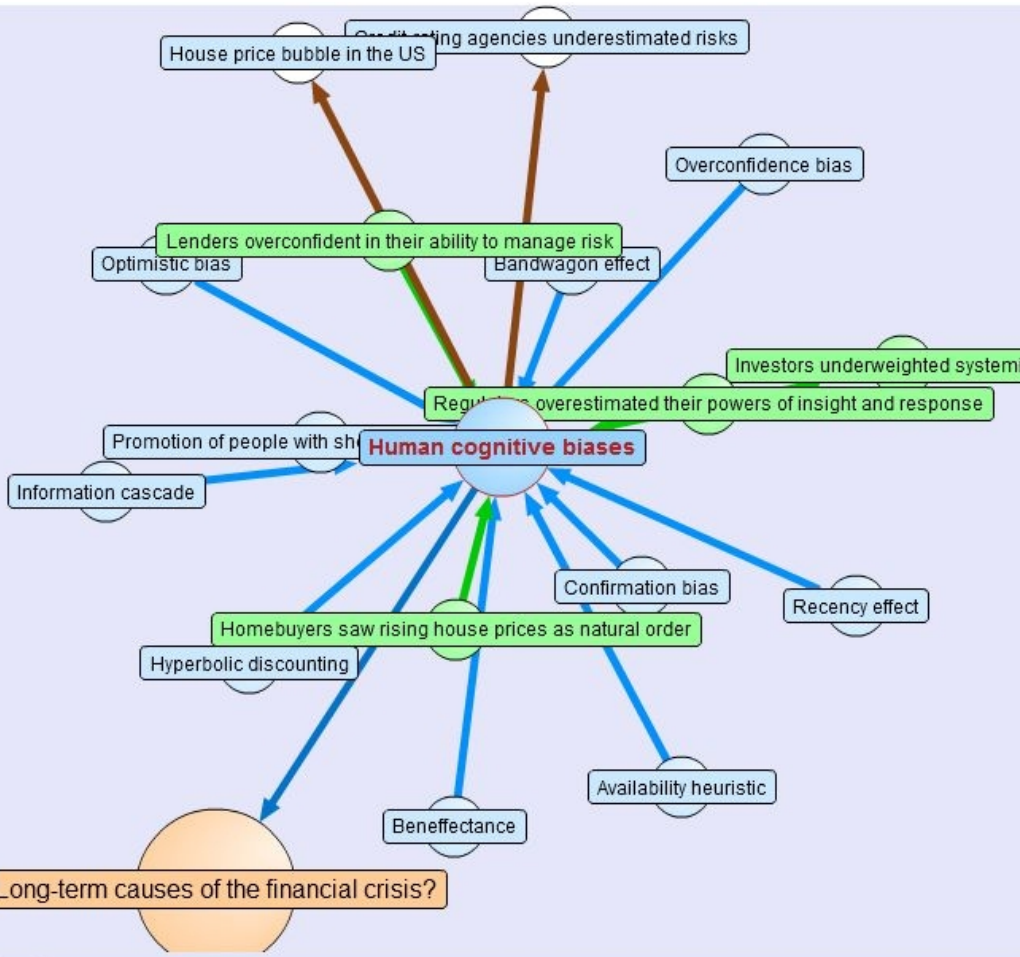 Credit rating agencies underestimated risks
House price bubble in the US
Overconfidence bias
Lenders overconfident in their ability to manage risk
Optimistic bias
Bandwagon effect
Investors underweighted
Regulators overestimated their powers of insight and response
Promotion of people with
Human cognitive biases
Information cascade
Confirmation bias
Recency effect
Homebuyers saw rising house prices as natural order
Hyperbolic discounting
Availability heuristic
Beneffectance
Long-term causes of the financial crisis?